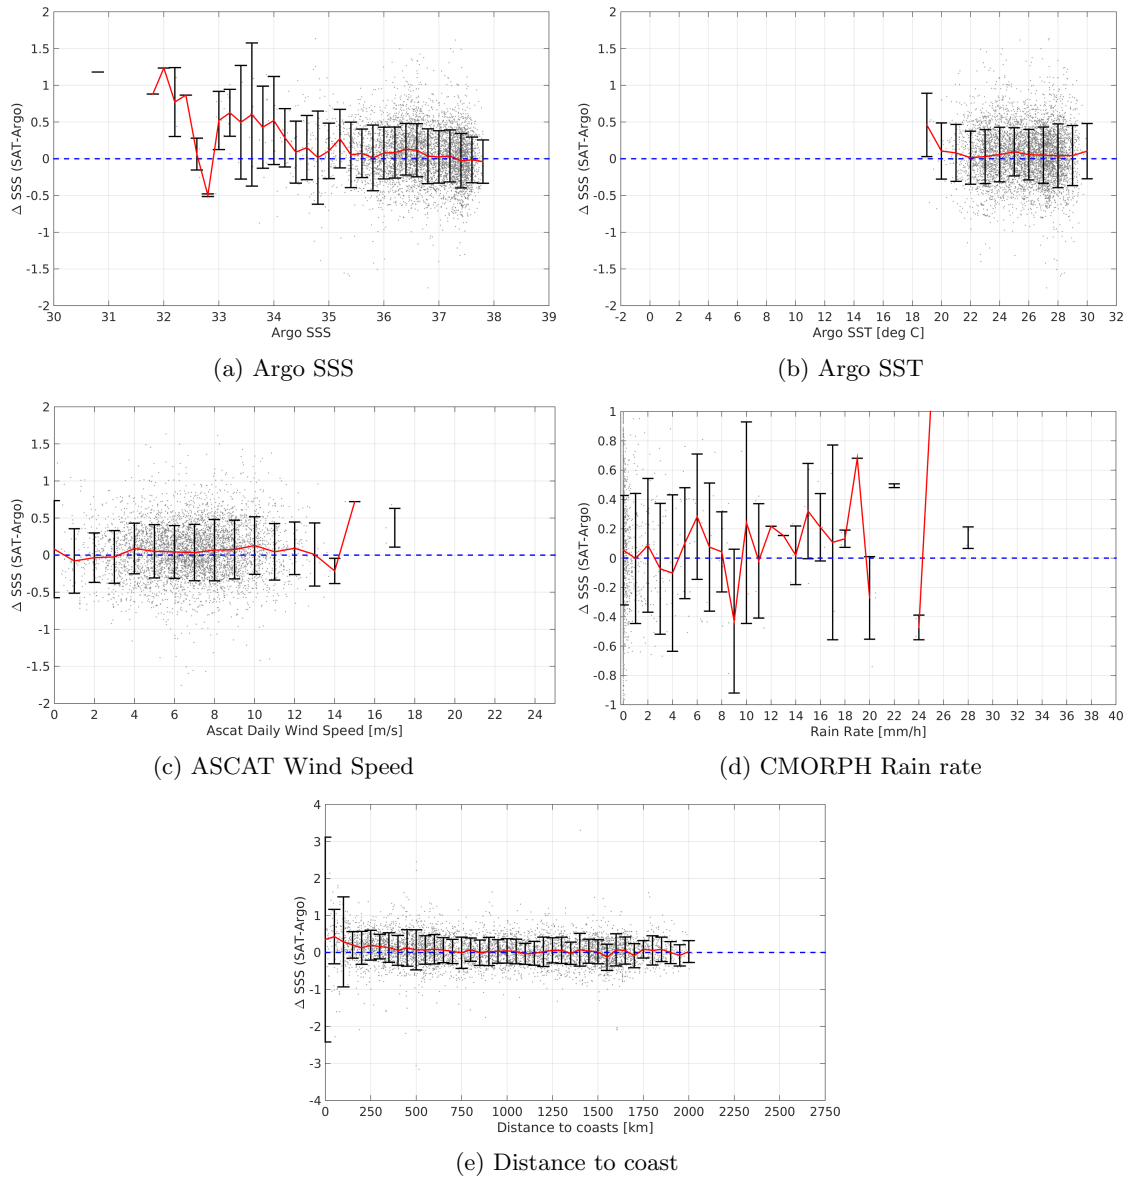 2
1.5
1
0.5
0
-0.5
-1
-1.5
-2
30 31 32 33 34 35 36 37 38 39
Δ SSS (SAT-Argo)
Argo SSS
(a) Argo SSS
2
1.5
1
0.5
0
-0.5
-1
-1.5
-2
-2 0 2 4 6 8 10 12 14 16 18 20 22 24 26 28 30 32
Δ SSS (SAT-Argo)
Argo SST [deg C]
(b) Argo SST
2
1.5
1
0.5
0
-0.5
-1
-1.5
-2
0 2 4 6 8 10 12 14 16 18 20 22 24
Δ SSS (SAT-Argo)
Ascat Daily Wind Speed [m/s]
(c) ASCAT Wind Speed
1
0.8
0.6
0.4
0.2
0
-0.2
-0.4
-0.6
-0.8
-1
0 2 4 6 8 10 12 14 16 18 20 22 24 26 28 30 32 34 36 38 40
Δ SSS (SAT-Argo)
Rain Rate [mm/h]
(d) CMORPH Rain rate
4
3
2
1
0
-1
-2
-3
-4
0 250 500 750 1000 1250 1500 1750 2000 2250 2500 2750
Δ SSS (SAT-Argo)
Distance to coasts [km]
(e) Distance to coast